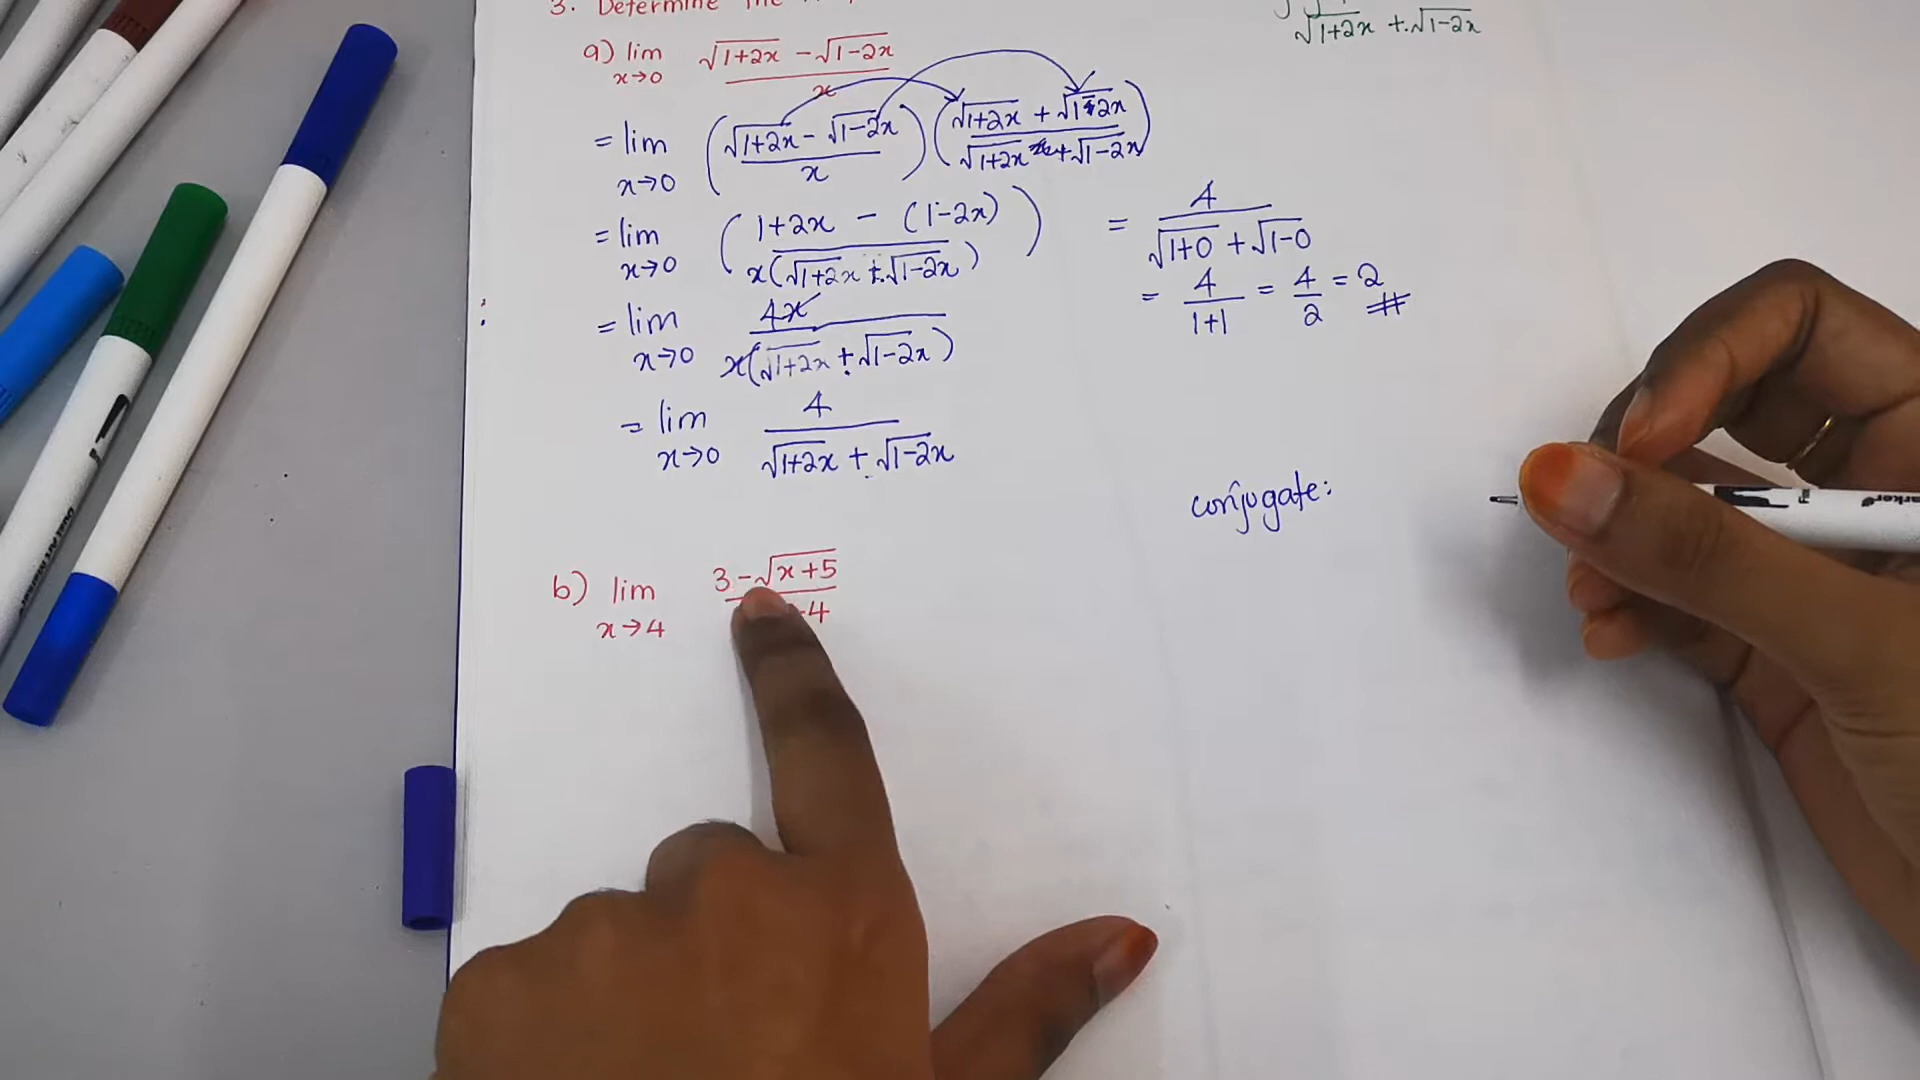 3. Determine the
√1+2x + √1-2x
a) lim x→0 √1+2x - √1-2x / x
= lim x→0 (√1+2x - √1-2x / x) (√1+2x + √1-2x / √1+2x + √1-2x)
= lim x→0 (1+2x - (1-2x) / x(√1+2x + √1-2x))
= lim x→0 4x / x(√1+2x + √1-2x)
= lim x→0 4 / √1+2x + √1-2x
= 4 / √1+0 + √1-0
= 4 / 1+1 = 4 / 2 = 2 #
conjugate:
b) lim x→4 3-√x+5 / -4